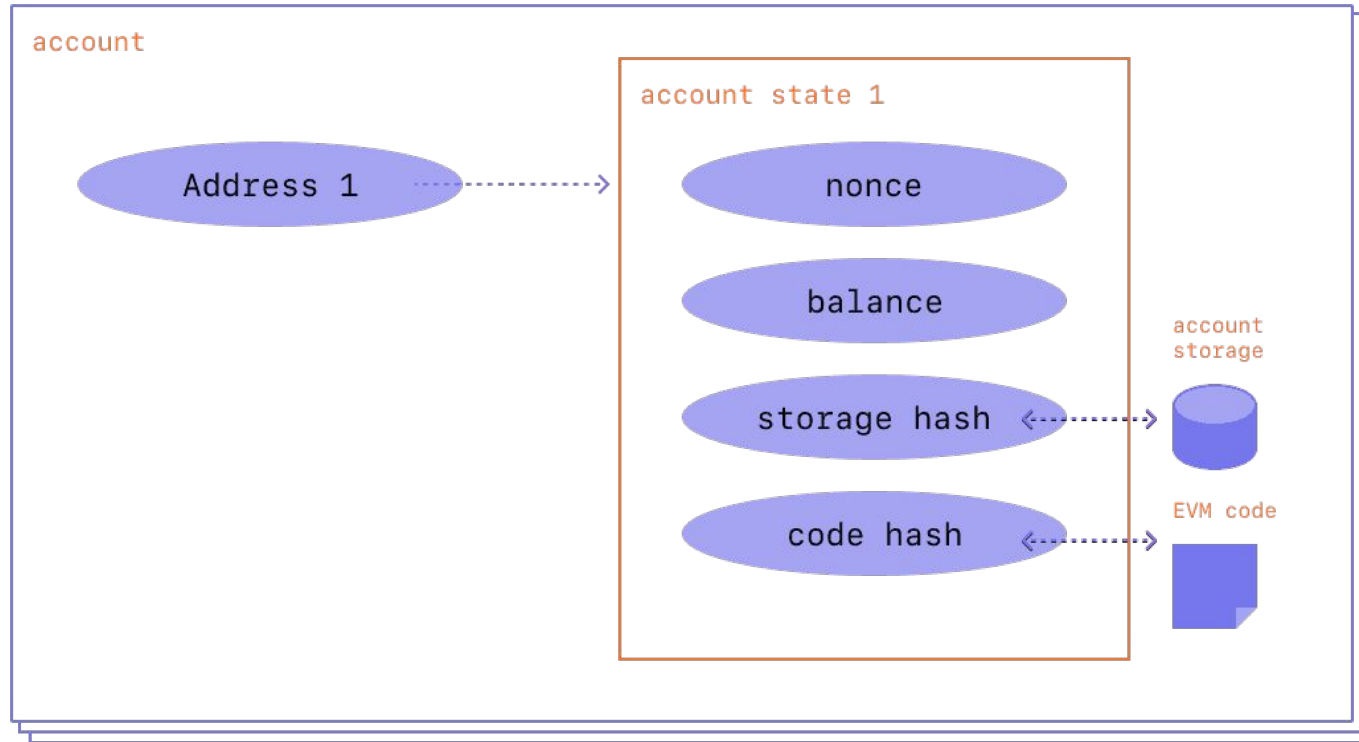 account
account state 1
Address 1
nonce
balance
account
storage
storage hash
EVM code
code hash